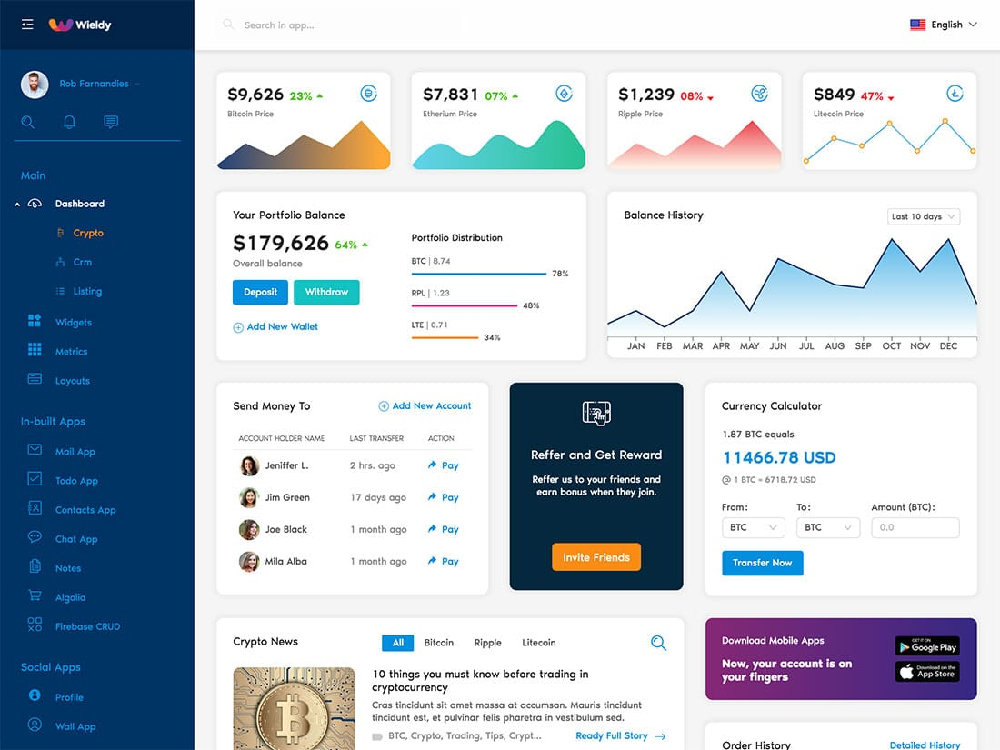 Wieldy
Search in app...
English
Rob Farnandies
Main
Dashboard
Crypto
Crm
Listing
Widgets
Metrics
Layouts
In-built Apps
Mail App
Todo App
Contacts App
Chat App
Notes
Algolia
Firebase CRUD
Social Apps
Profile
Wall App
$9,626 23%
Bitcoin Price
$7,831 07%
Etherium Price
$1,239 08%
Ripple Price
$849 47%
Litecoin Price
Your Portfolio Balance
$179,626 64%
Overall balance
Deposit Withdraw
Add New Wallet
Portfolio Distribution
BTC | 8.74
78%
RPL | 1.23
48%
LTE | 0.71
34%
Balance History
Last 10 days
JAN FEB MAR APR MAY JUN JUL AUG SEP OCT NOV DEC
Send Money To Add New Account
ACCOUNT HOLDER NAME LAST TRANSFER ACTION
Jeniffer L. 2 hrs. ago Pay
Jim Green 17 days ago Pay
Joe Black 1 month ago Pay
Mila Alba 1 month ago Pay
Reffer and Get Reward
Reffer us to your friends and
earn bonus when they join.
Invite Friends
Currency Calculator
1.87 BTC equals
11466.78 USD
@ 1 BTC = 6718.72 USD
From: To: Amount (BTC):
BTC BTC 0.0
Transfer Now
Crypto News All Bitcoin Ripple Litecoin
10 things you must know before trading in
cryptocurrency
Cras tincidunt sit amet massa at accumsan. Mauris tincidunt
tincidunt est, et pulvinar felis pharetra in vestibulum sed.
BTC, Crypto, Trading, Tips, Crypt... Ready Full Story
Download Mobile Apps
Now, your account is on
your fingers
GET IT ON
Google Play
Download on the
App Store
Order History Detailed History